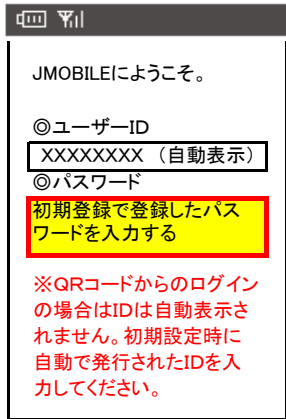 JMOBILEにようこそ。
◎ユーザーID
XXXXXXXX （自動表示）
◎パスワード
初期登録で登録したパス
ワードを入力する
※QRコードからのログイン
の場合はIDは自動表示さ
れません。初期設定時に
自動で発行されたIDを入
力してください。